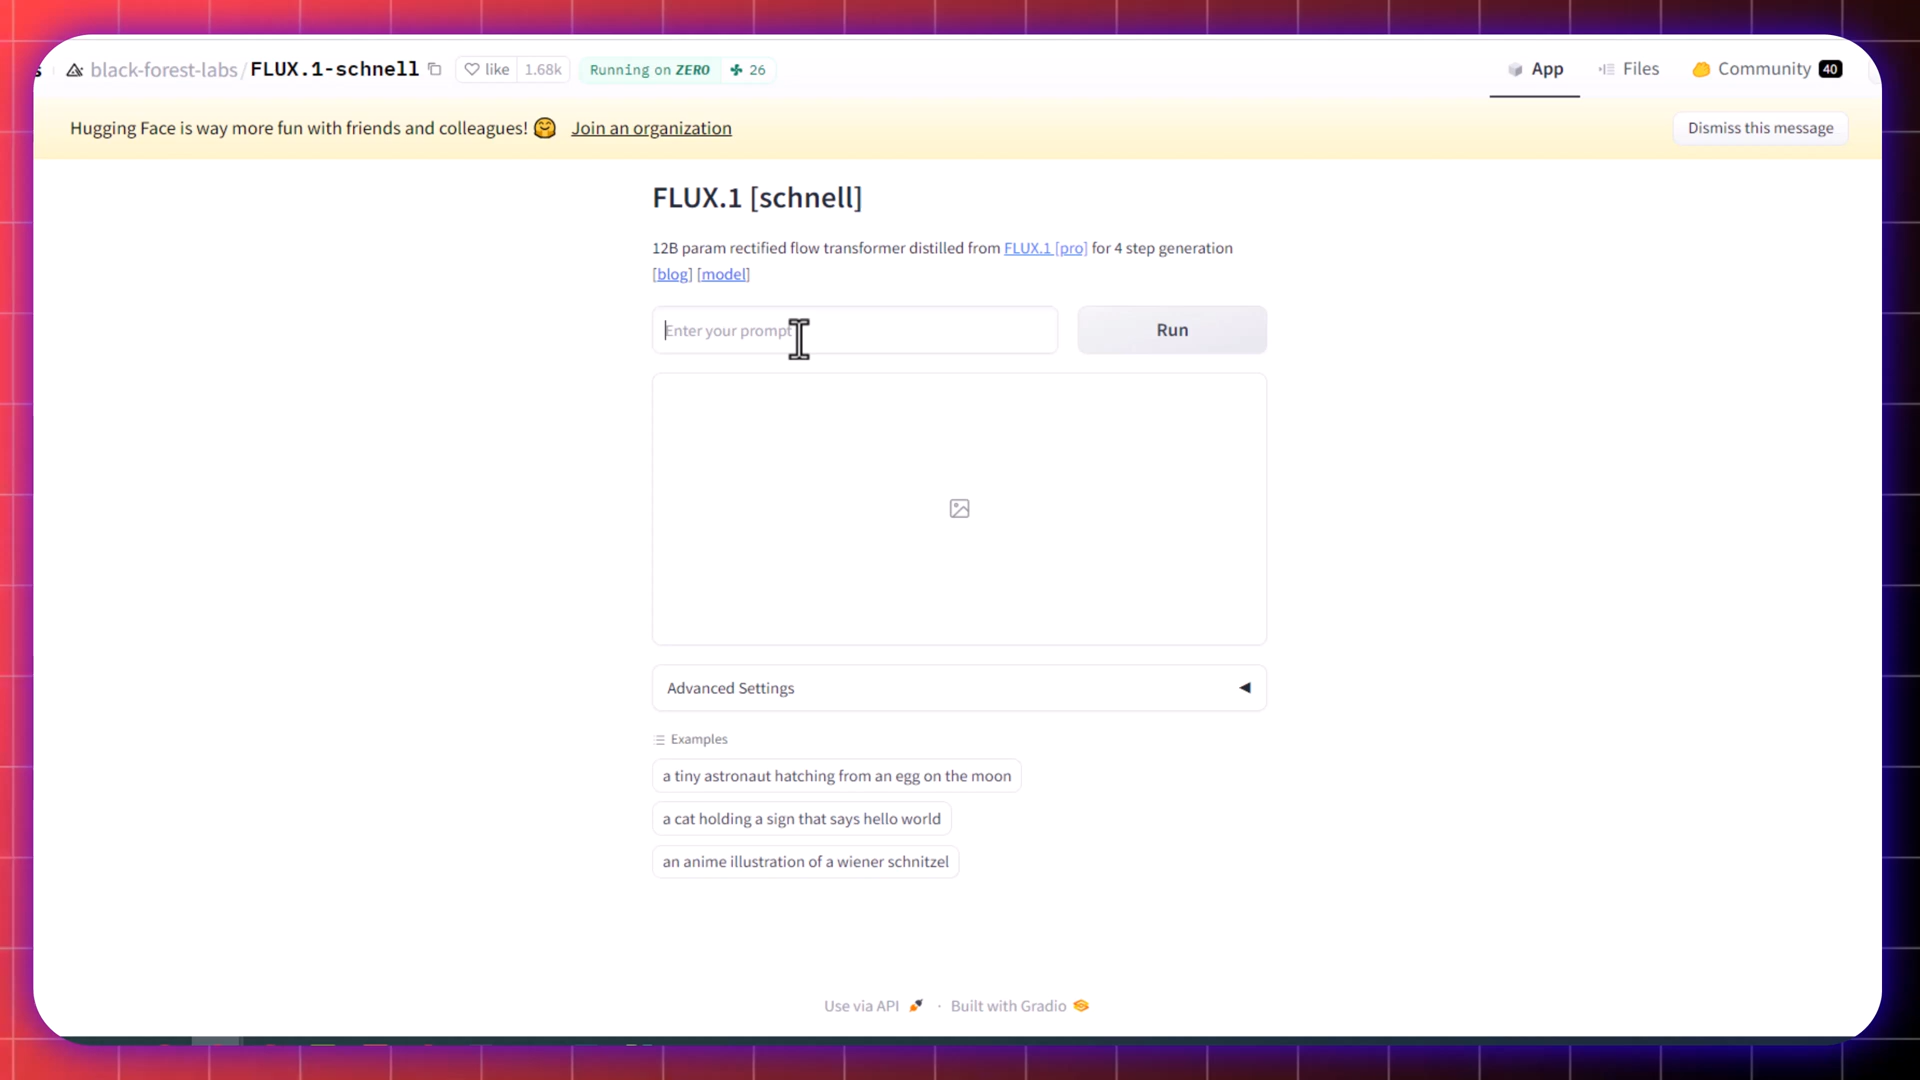 s black-forest-labs/FLUX.1-schnell like 1.68k Running on ZERO 26 App Files Community 40
Hugging Face is way more fun with friends and colleagues! 🤗 Join an organization Dismiss this message
FLUX.1 [schnell]
12B param rectified flow transformer distilled from FLUX.1 [pro] for 4 step generation
[blog] [model]
Enter your prompt Run
Advanced Settings
Examples
a tiny astronaut hatching from an egg on the moon
a cat holding a sign that says hello world
an anime illustration of a wiener schnitzel
Use via API · Built with Gradio